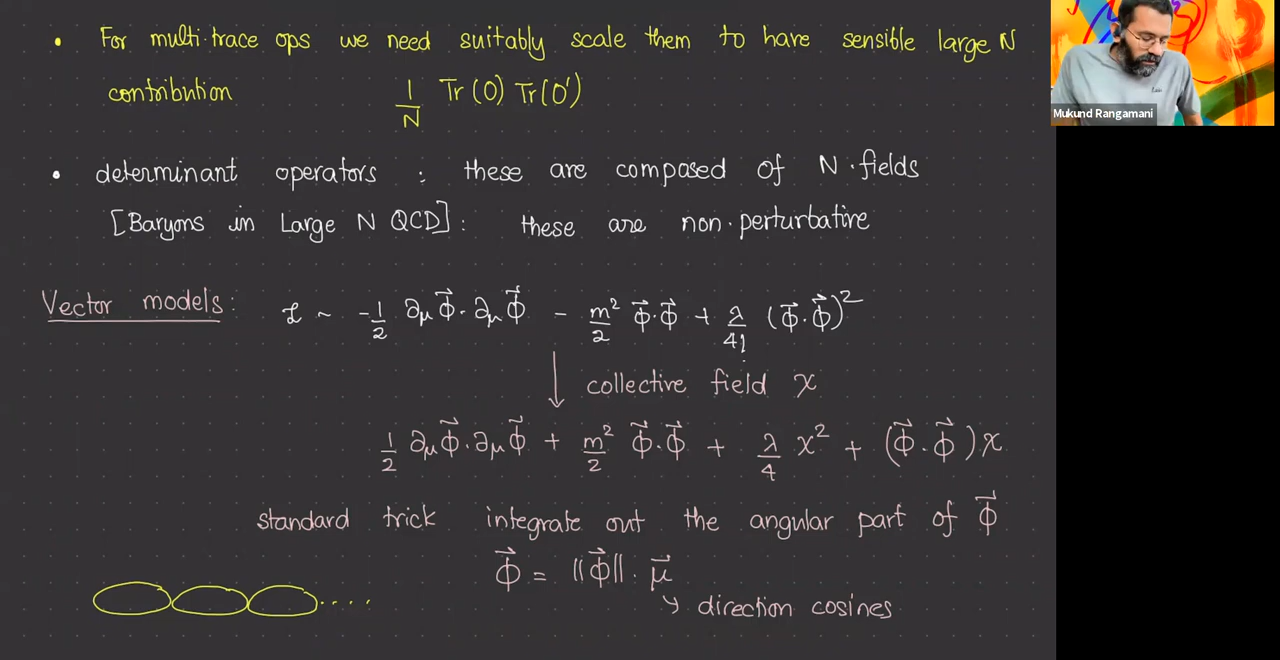 • For multi-trace ops we need suitably scale them to have sensible large N
contribution 1/N Tr(O) Tr(O')
• determinant operators : these are composed of N-fields
[Baryons in Large N QCD] : these are non-perturbative
Vector models: ℒ ~ -1/2 ∂μΦ⃗·∂μΦ⃗ - m²/2 Φ⃗·Φ⃗ + λ/4! (Φ⃗·Φ⃗)²
↓ collective field χ
1/2 ∂μΦ⃗·∂μΦ⃗ + m²/2 Φ⃗·Φ⃗ + λ/4 χ² + (Φ⃗·Φ⃗)χ
standard trick integrate out the angular part of Φ⃗
Φ⃗ = ||Φ⃗||·μ⃗
↳ direction cosines
Mukund Rangamani